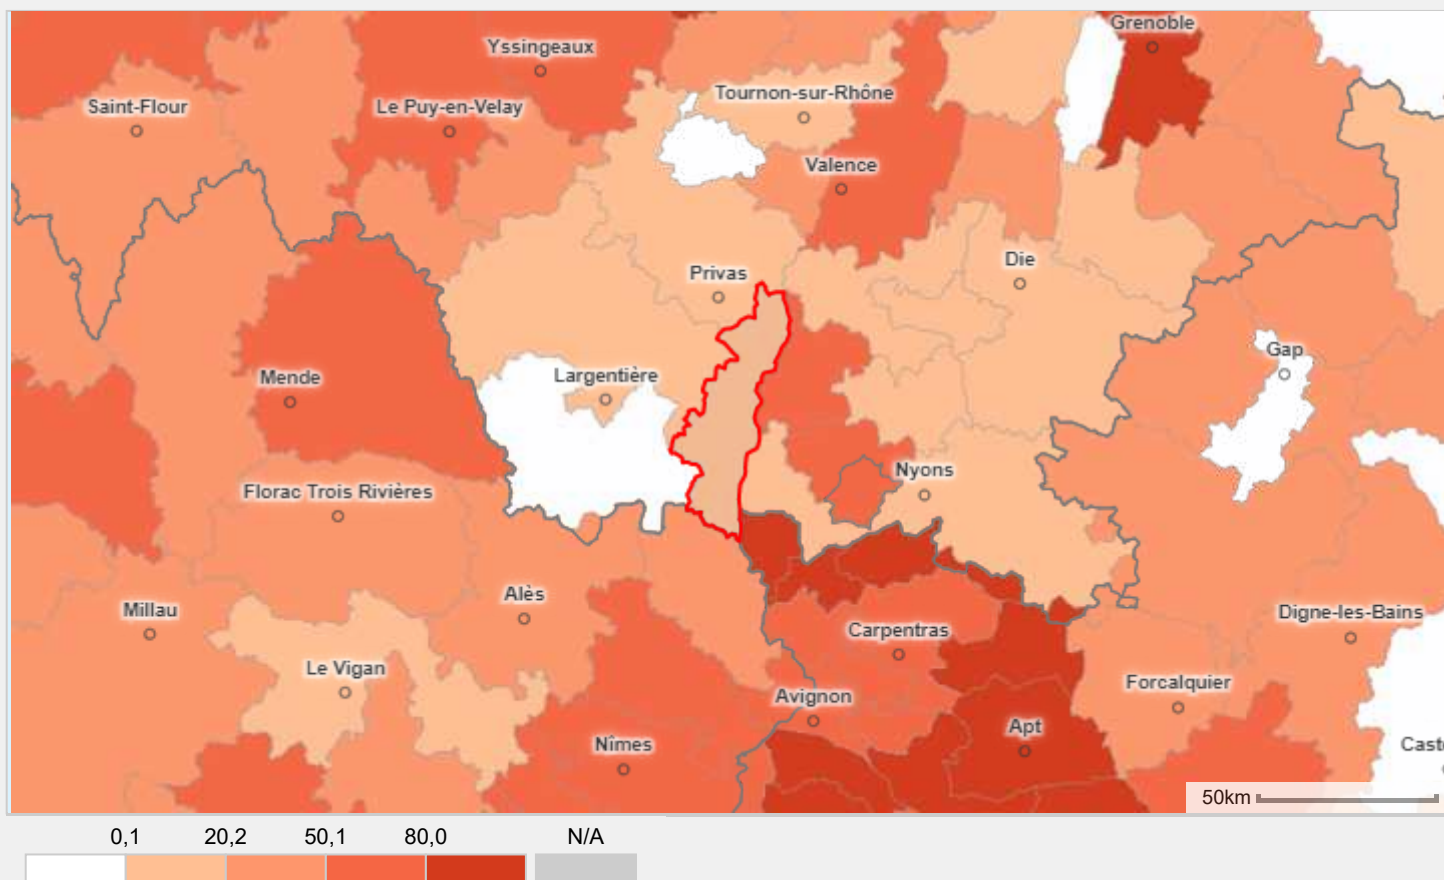 Grenoble
Yssingeaux
Saint-Flour
Le Puy-en-Velay
Tournon-sur-Rhône
Valence
Die
Privas
Gap
Mende
Largentière
Nyons
Florac Trois Rivières
Alès
Millau
Digne-les-Bains
Carpentras
Le Vigan
Forcalquier
Avignon
Apt
Nîmes
Cast
50km
0,1 20,2 50,1 80,0 N/A